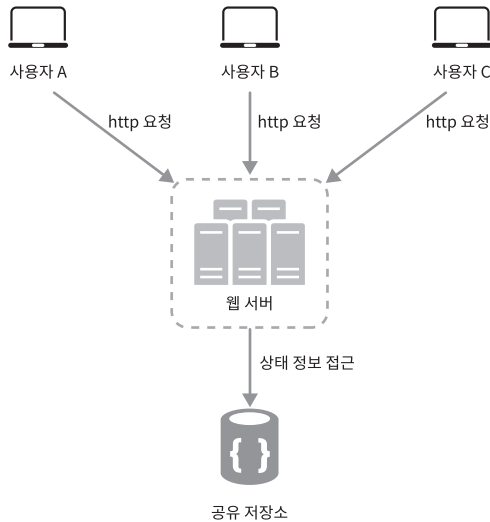 사용자 A
사용자 B
사용자 C
http 요청
http 요청
http 요청
웹 서버
상태 정보 접근
{ }
공유 저장소